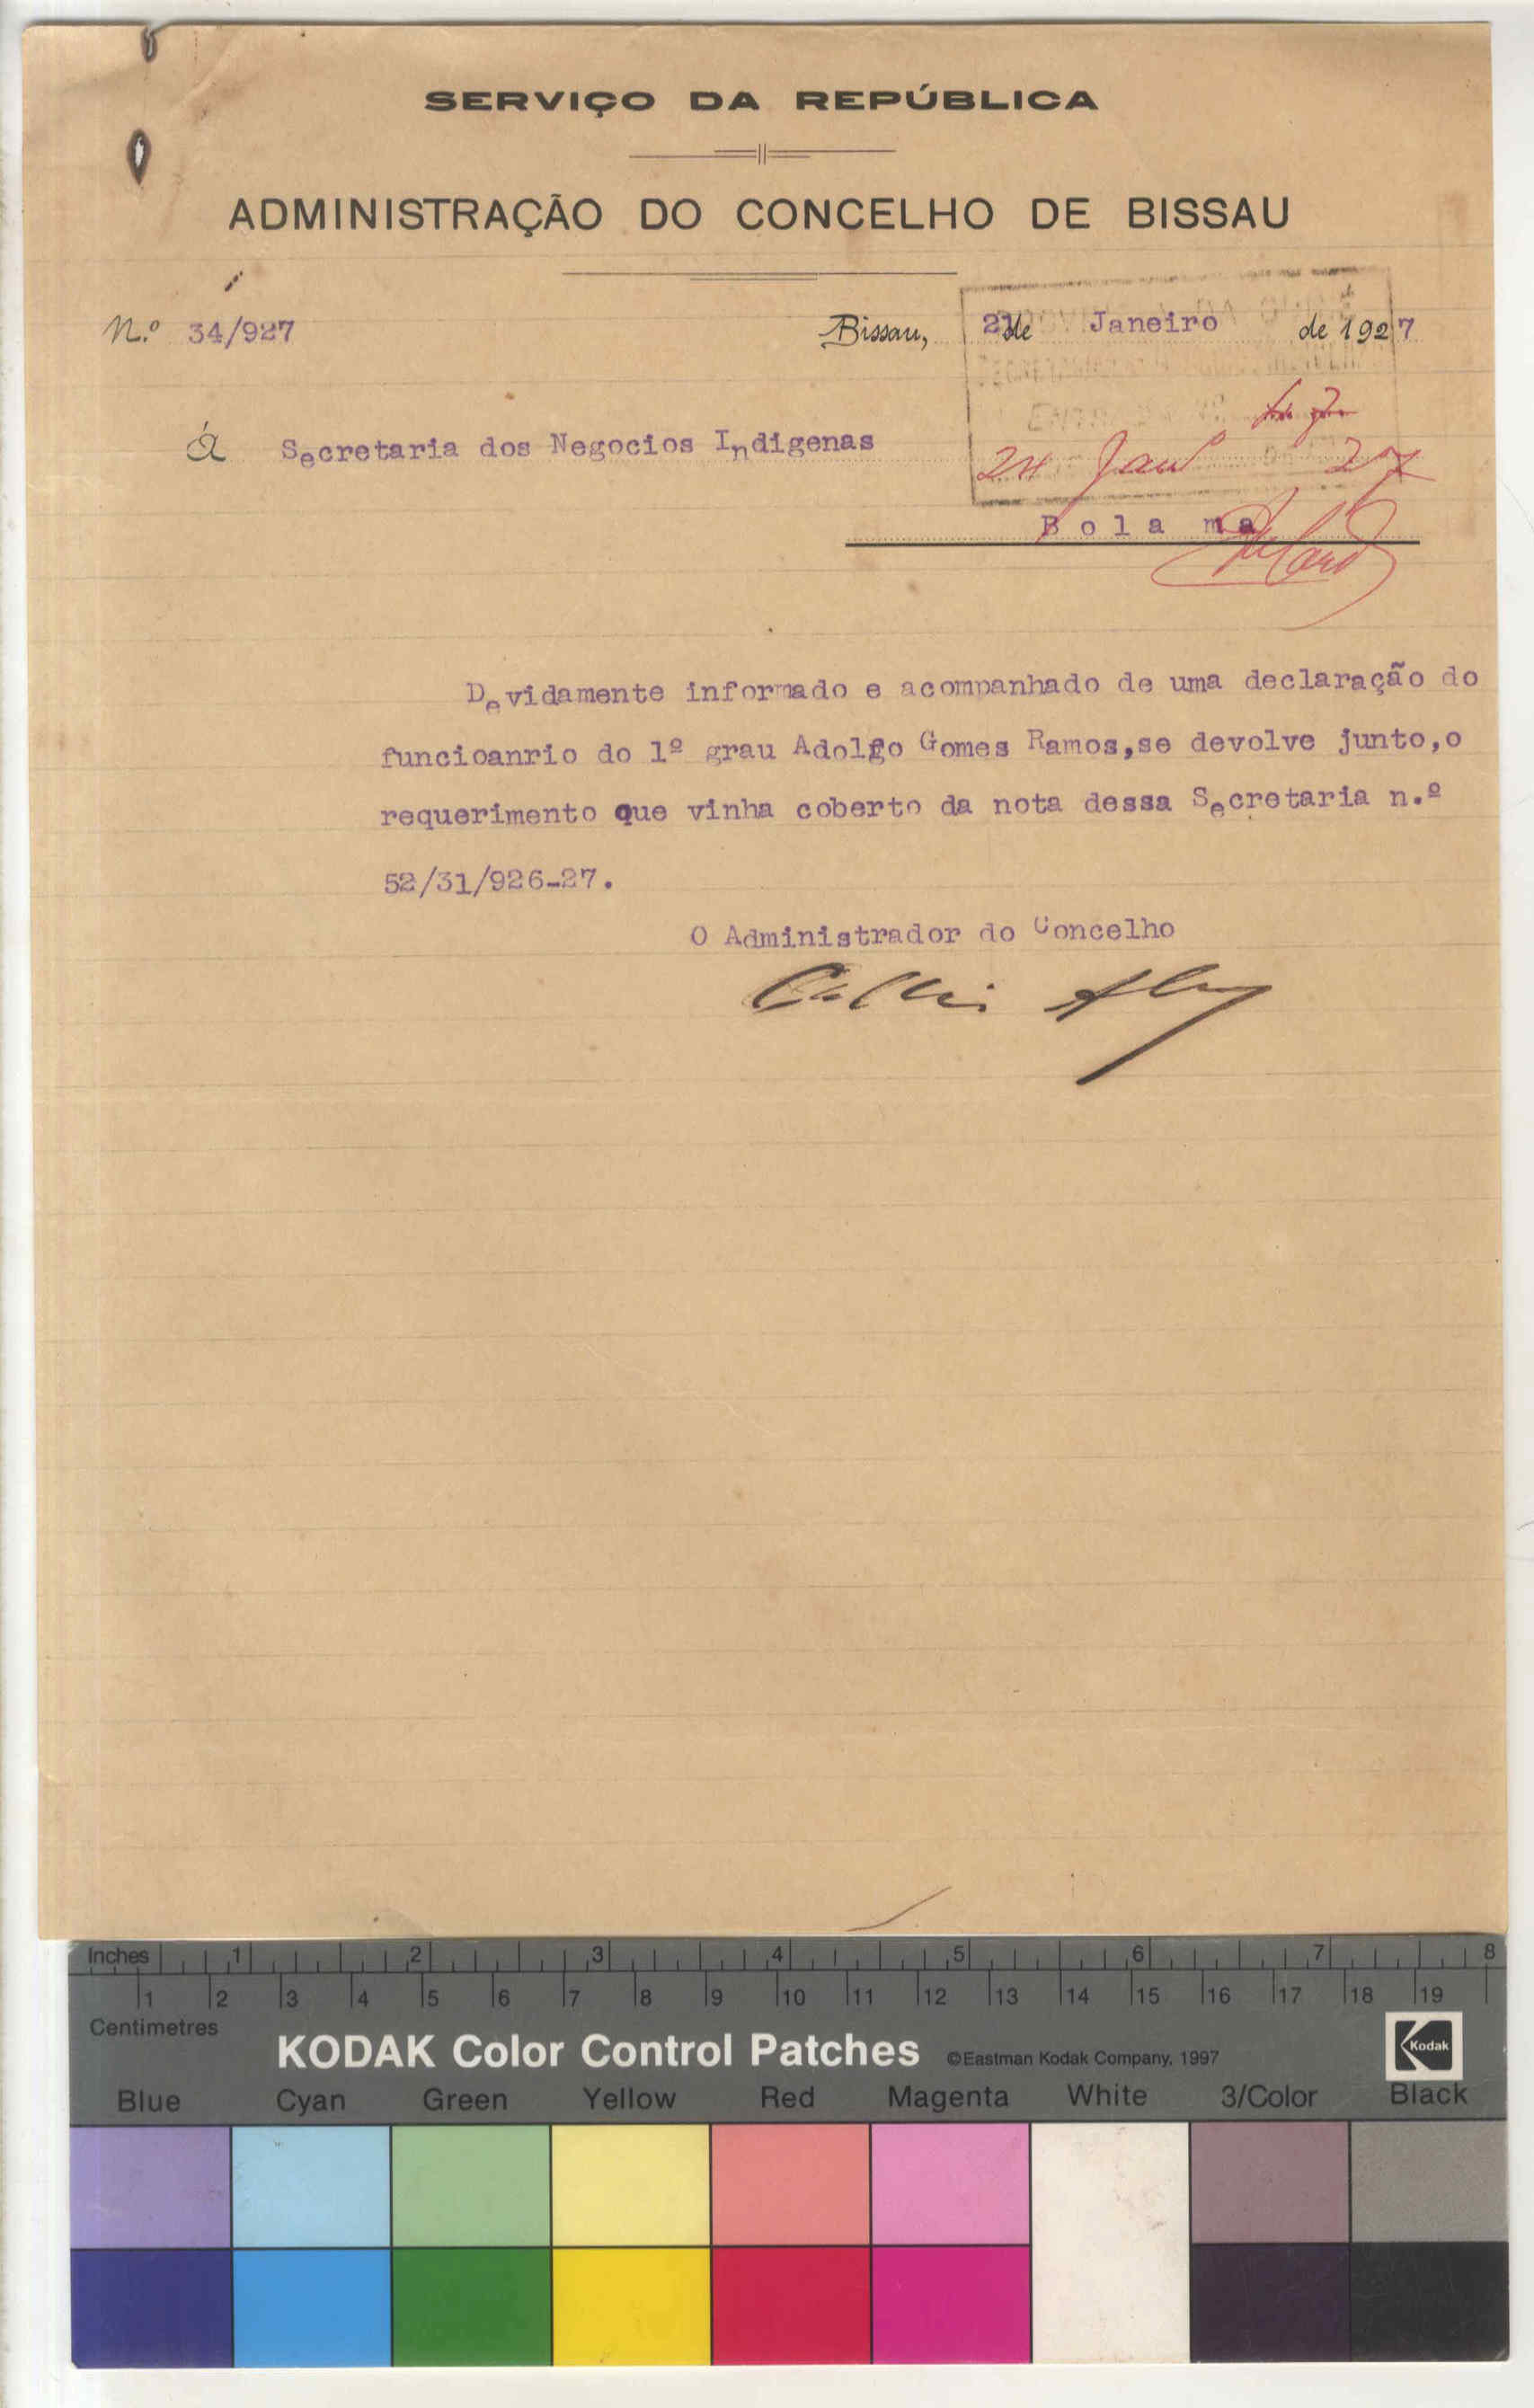 SERVIÇO DA REPÚBLICA
ADMINISTRAÇÃO DO CONCELHO DE BISSAU
N.º 34/927
Bissau, 21 de Janeiro de 1927
á Secretaria dos Negocios Indigenas
24 Janº 27
Bolama
Devidamente informado e acompanhado de uma declaração do
funcioanrio do 1º grau Adolfo Gomes Ramos,se devolve junto,o
requerimento que vinha coberto da nota dessa Secretaria n.º
52/31/926-27.
O Administrador do Concelho
Inches 1 2 3 4 5 6 7 8
1 2 3 4 5 6 7 8 9 10 11 12 13 14 15 16 17 18 19
Centimetres
KODAK Color Control Patches ©Eastman Kodak Company, 1997 Kodak
Blue Cyan Green Yellow Red Magenta White 3/Color Black